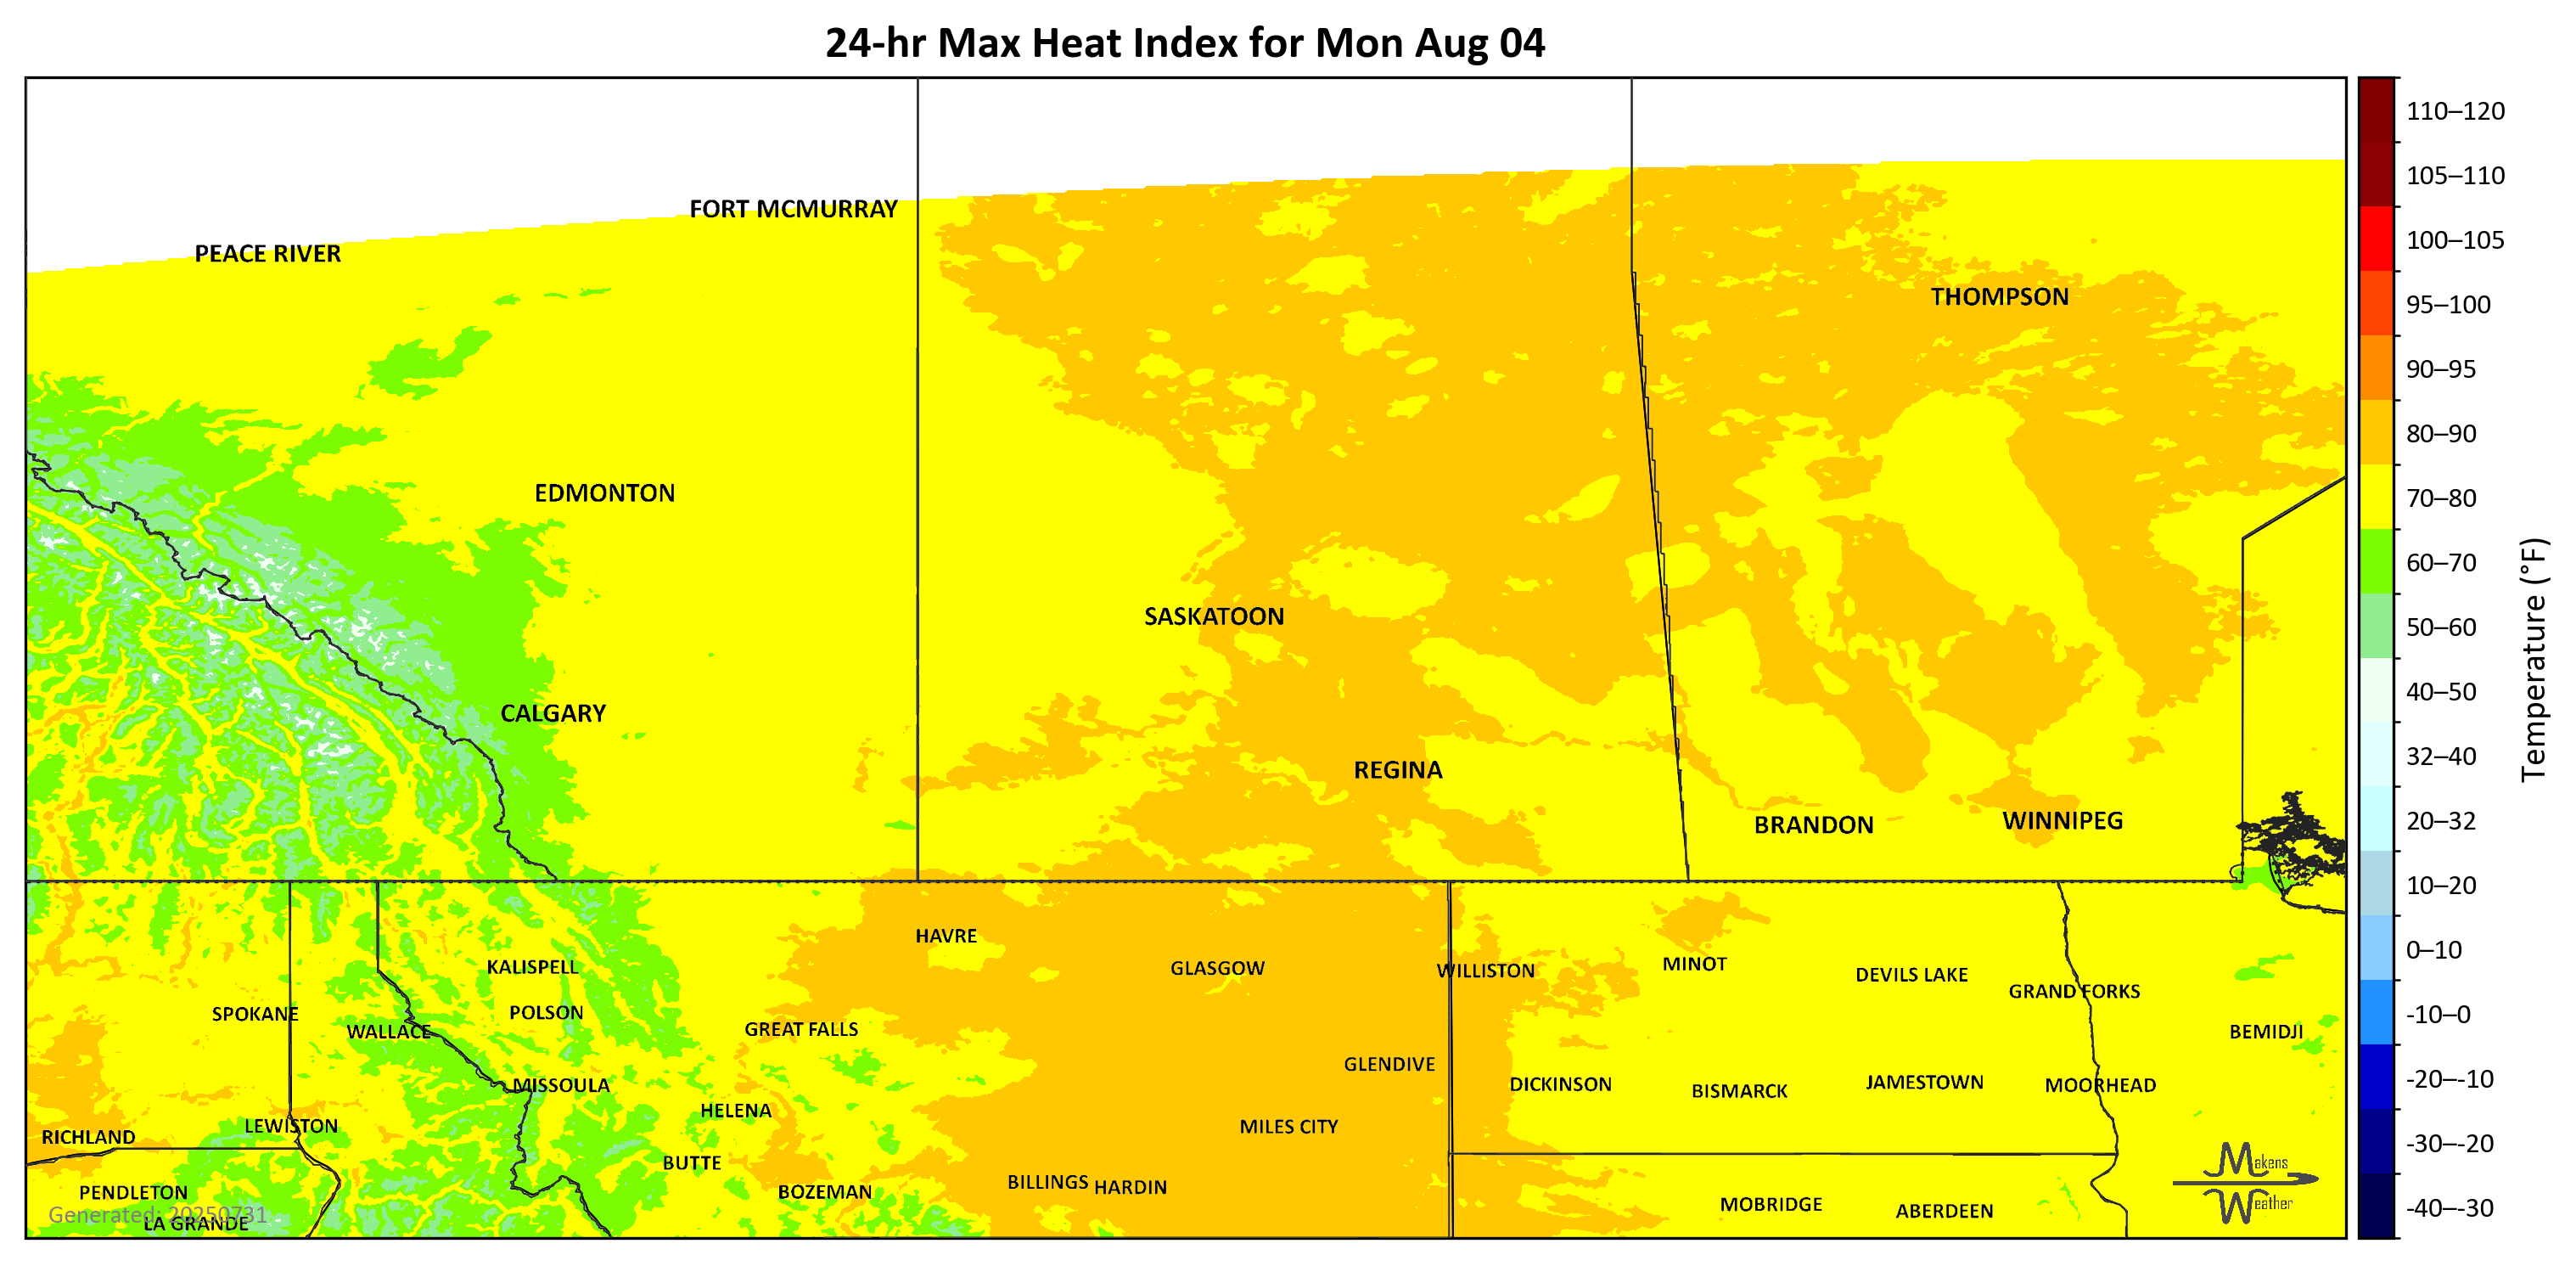 24-hr Max Heat Index for Mon Aug 04
FORT MCMURRAY
PEACE RIVER
THOMPSON
EDMONTON
SASKATOON
CALGARY
REGINA
BRANDON
WINNIPEG
HAVRE
KALISPELL
GLASGOW
WILLISTON
MINOT
DEVILS LAKE
GRAND FORKS
SPOKANE
POLSON
WALLACE
GREAT FALLS
BEMIDJI
GLENDIVE
MISSOULA
DICKINSON
BISMARCK
JAMESTOWN
MOORHEAD
HELENA
LEWISTON
MILES CITY
RICHLAND
BUTTE
PENDLETON
BOZEMAN
BILLINGS
HARDIN
MOBRIDGE
ABERDEEN
Generated: 20250731
LA GRANDE
Makens
Weather
110–120
105–110
100–105
95–100
90–95
80–90
70–80
60–70
50–60
40–50
32–40
20–32
10–20
0–10
-10–0
-20–-10
-30–-20
-40–-30
Temperature (°F)